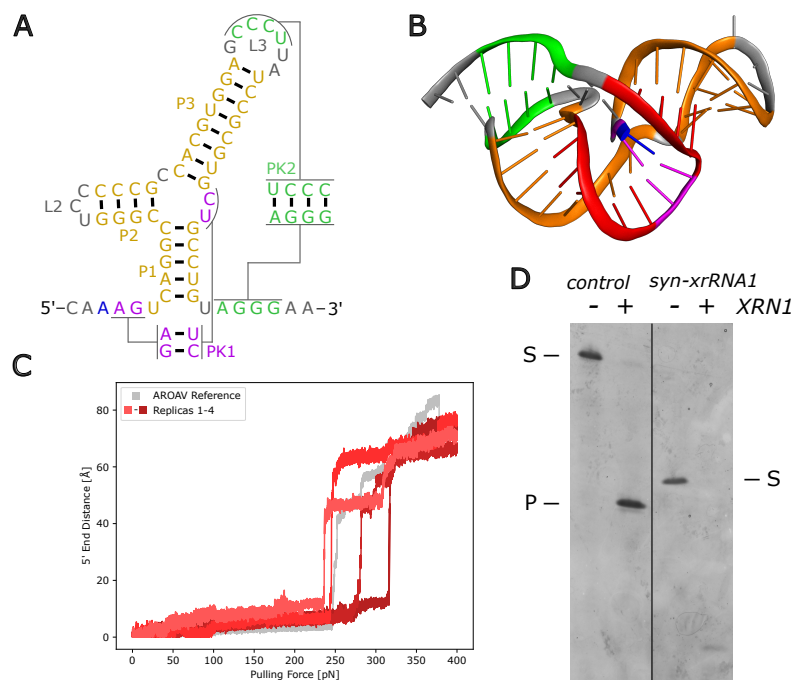 A
C C C U
G L3 U
A A
P3
A U
G C
G C
U G
G C
C G
A U
C C G
C C C C G C
L2 C U
U G G G C
P2
P1
C G
G C
G C
A U
C G
PK2
U C C C
A G G G
5'–C A A A G U C G U A G G G A A–3'
A U
G C
PK1
B
C
AROAV Reference
Replicas 1-4
5' End Distance [Å]
80
60
40
20
0
0 50 100 150 200 250 300 350 400
Pulling Force [pN]
D
control syn-xrRNA1
- + - + XRN1
S –
– S
P –